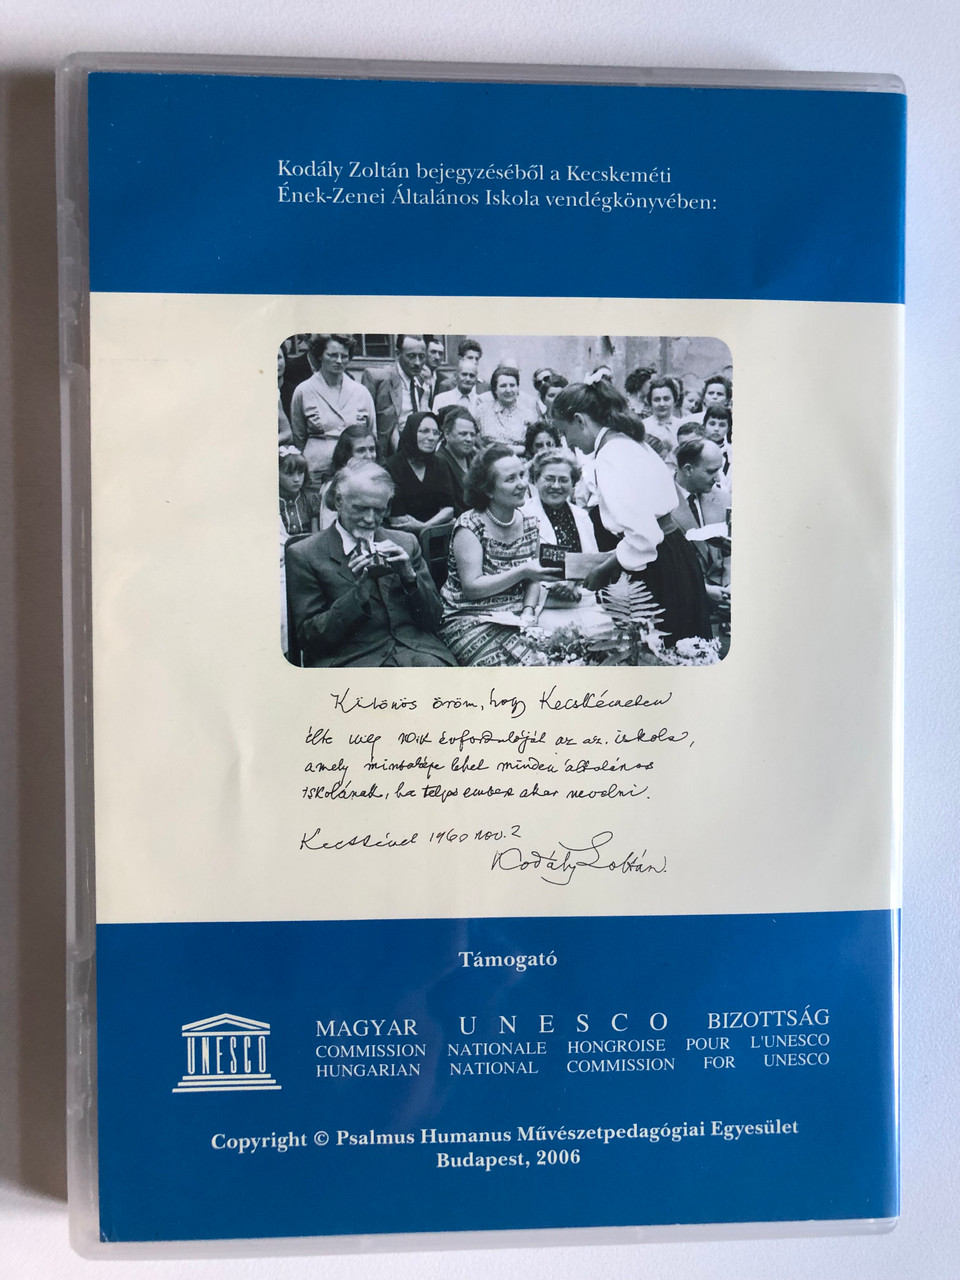 Kodály Zoltán bejegyzéséből a Kecskeméti
Ének-Zenei Általános Iskola vendégkönyvében:
Különös öröm, hogy Kecskeméten
élte meg évfordulóját az az. iskola,
amely mintaképe lehet minden általános
iskolának, ha teljes embert akar nevelni.
1960 nov. 2
Kodály Zoltán.
Támogató
UNESCO
MAGYAR UNESCO BIZOTTSÁG
COMMISSION NATIONALE HONGROISE POUR L'UNESCO
HUNGARIAN NATIONAL COMMISSION FOR UNESCO
Copyright © Psalmus Humanus Művészetpedagógiai Egyesület
Budapest, 2006